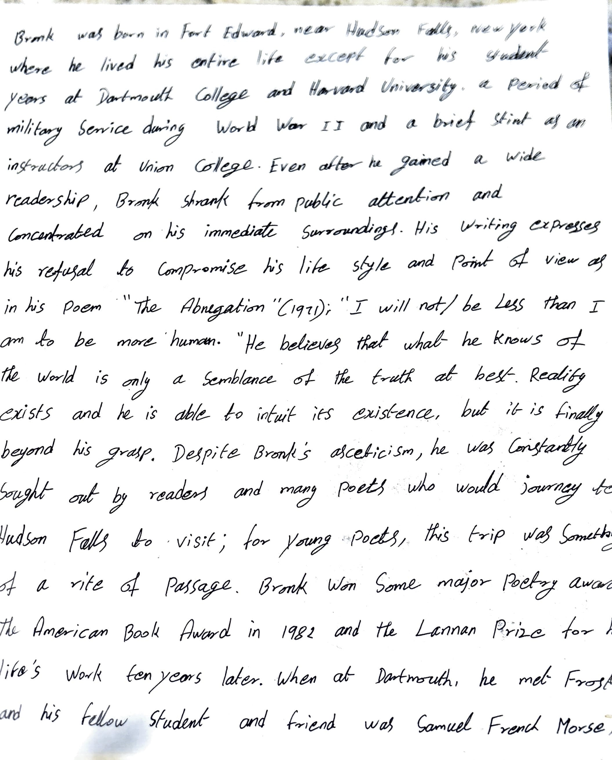 Bronk was born in Fort Edward, near Hudson Falls, new york
where he lived his entire life except for his student
years at Dartmouth College and Harvard University. a period of
military Service during World War II and a brief stint as an
instructors at Union College. Even after he gained a wide
readership, Bronk shrank from public attention and
Concentrated on his immediate Surroundings. His Writing expresses
his refusal to Compromise his life style and Point of view as
in his Poem "The Abnegation "(1971); "I will not/ be Less than I
am to be more human. "He believes that what he knows of
the world is only a Semblance of the truth at best. Reality
exists and he is able to intuit its existence, but it is finally
beyond his grasp. Despite Bronk's asceticism, he was Constantly
Sought out by readers and many Poets who would journey to
Hudson Falls to visit; for young Poets, this trip was Someth
of a rite of Passage. Bronk Won Some major Poetry awar
The American Book Award in 1982 and the Lannan Prize for h
life's Work ten years later. When at Dartmouth, he met Frost
and his fellow Student and friend was Samuel French Morse,